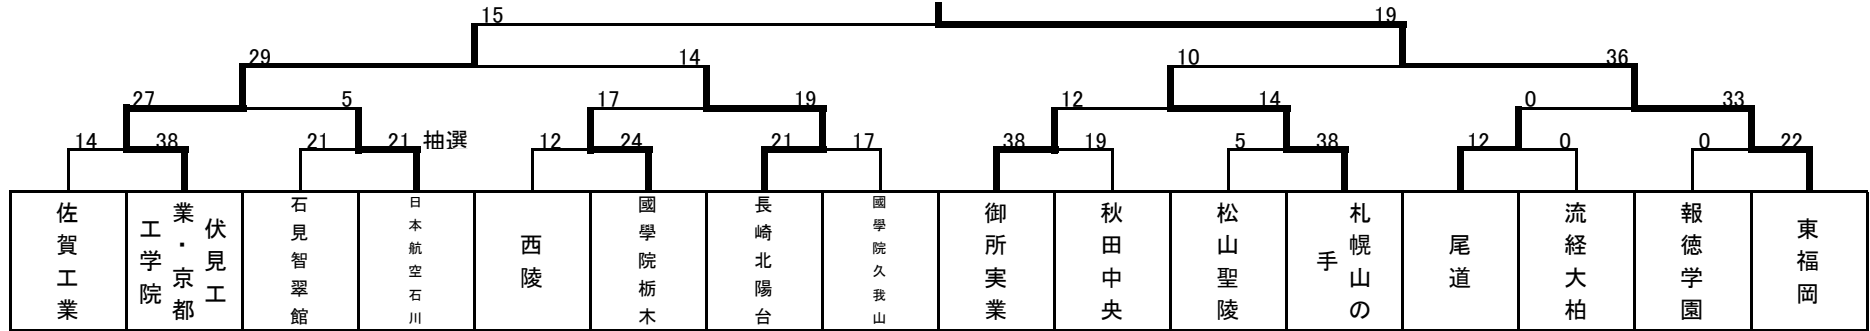 15 19
29 14 10 36
27 5 17 19 12 14 0 33
14 38 21 21 抽選 12 24 21 17 38 19 5 38 12 0 0 22
佐賀工業
伏見工
業・京都
工学院
石見智翠館
日本航空石川
西陵
國學院栃木
長崎北陽台
國學院久我山
御所実業
秋田中央
松山聖陵
札幌山の
手
尾道
流経大柏
報徳学園
東福岡